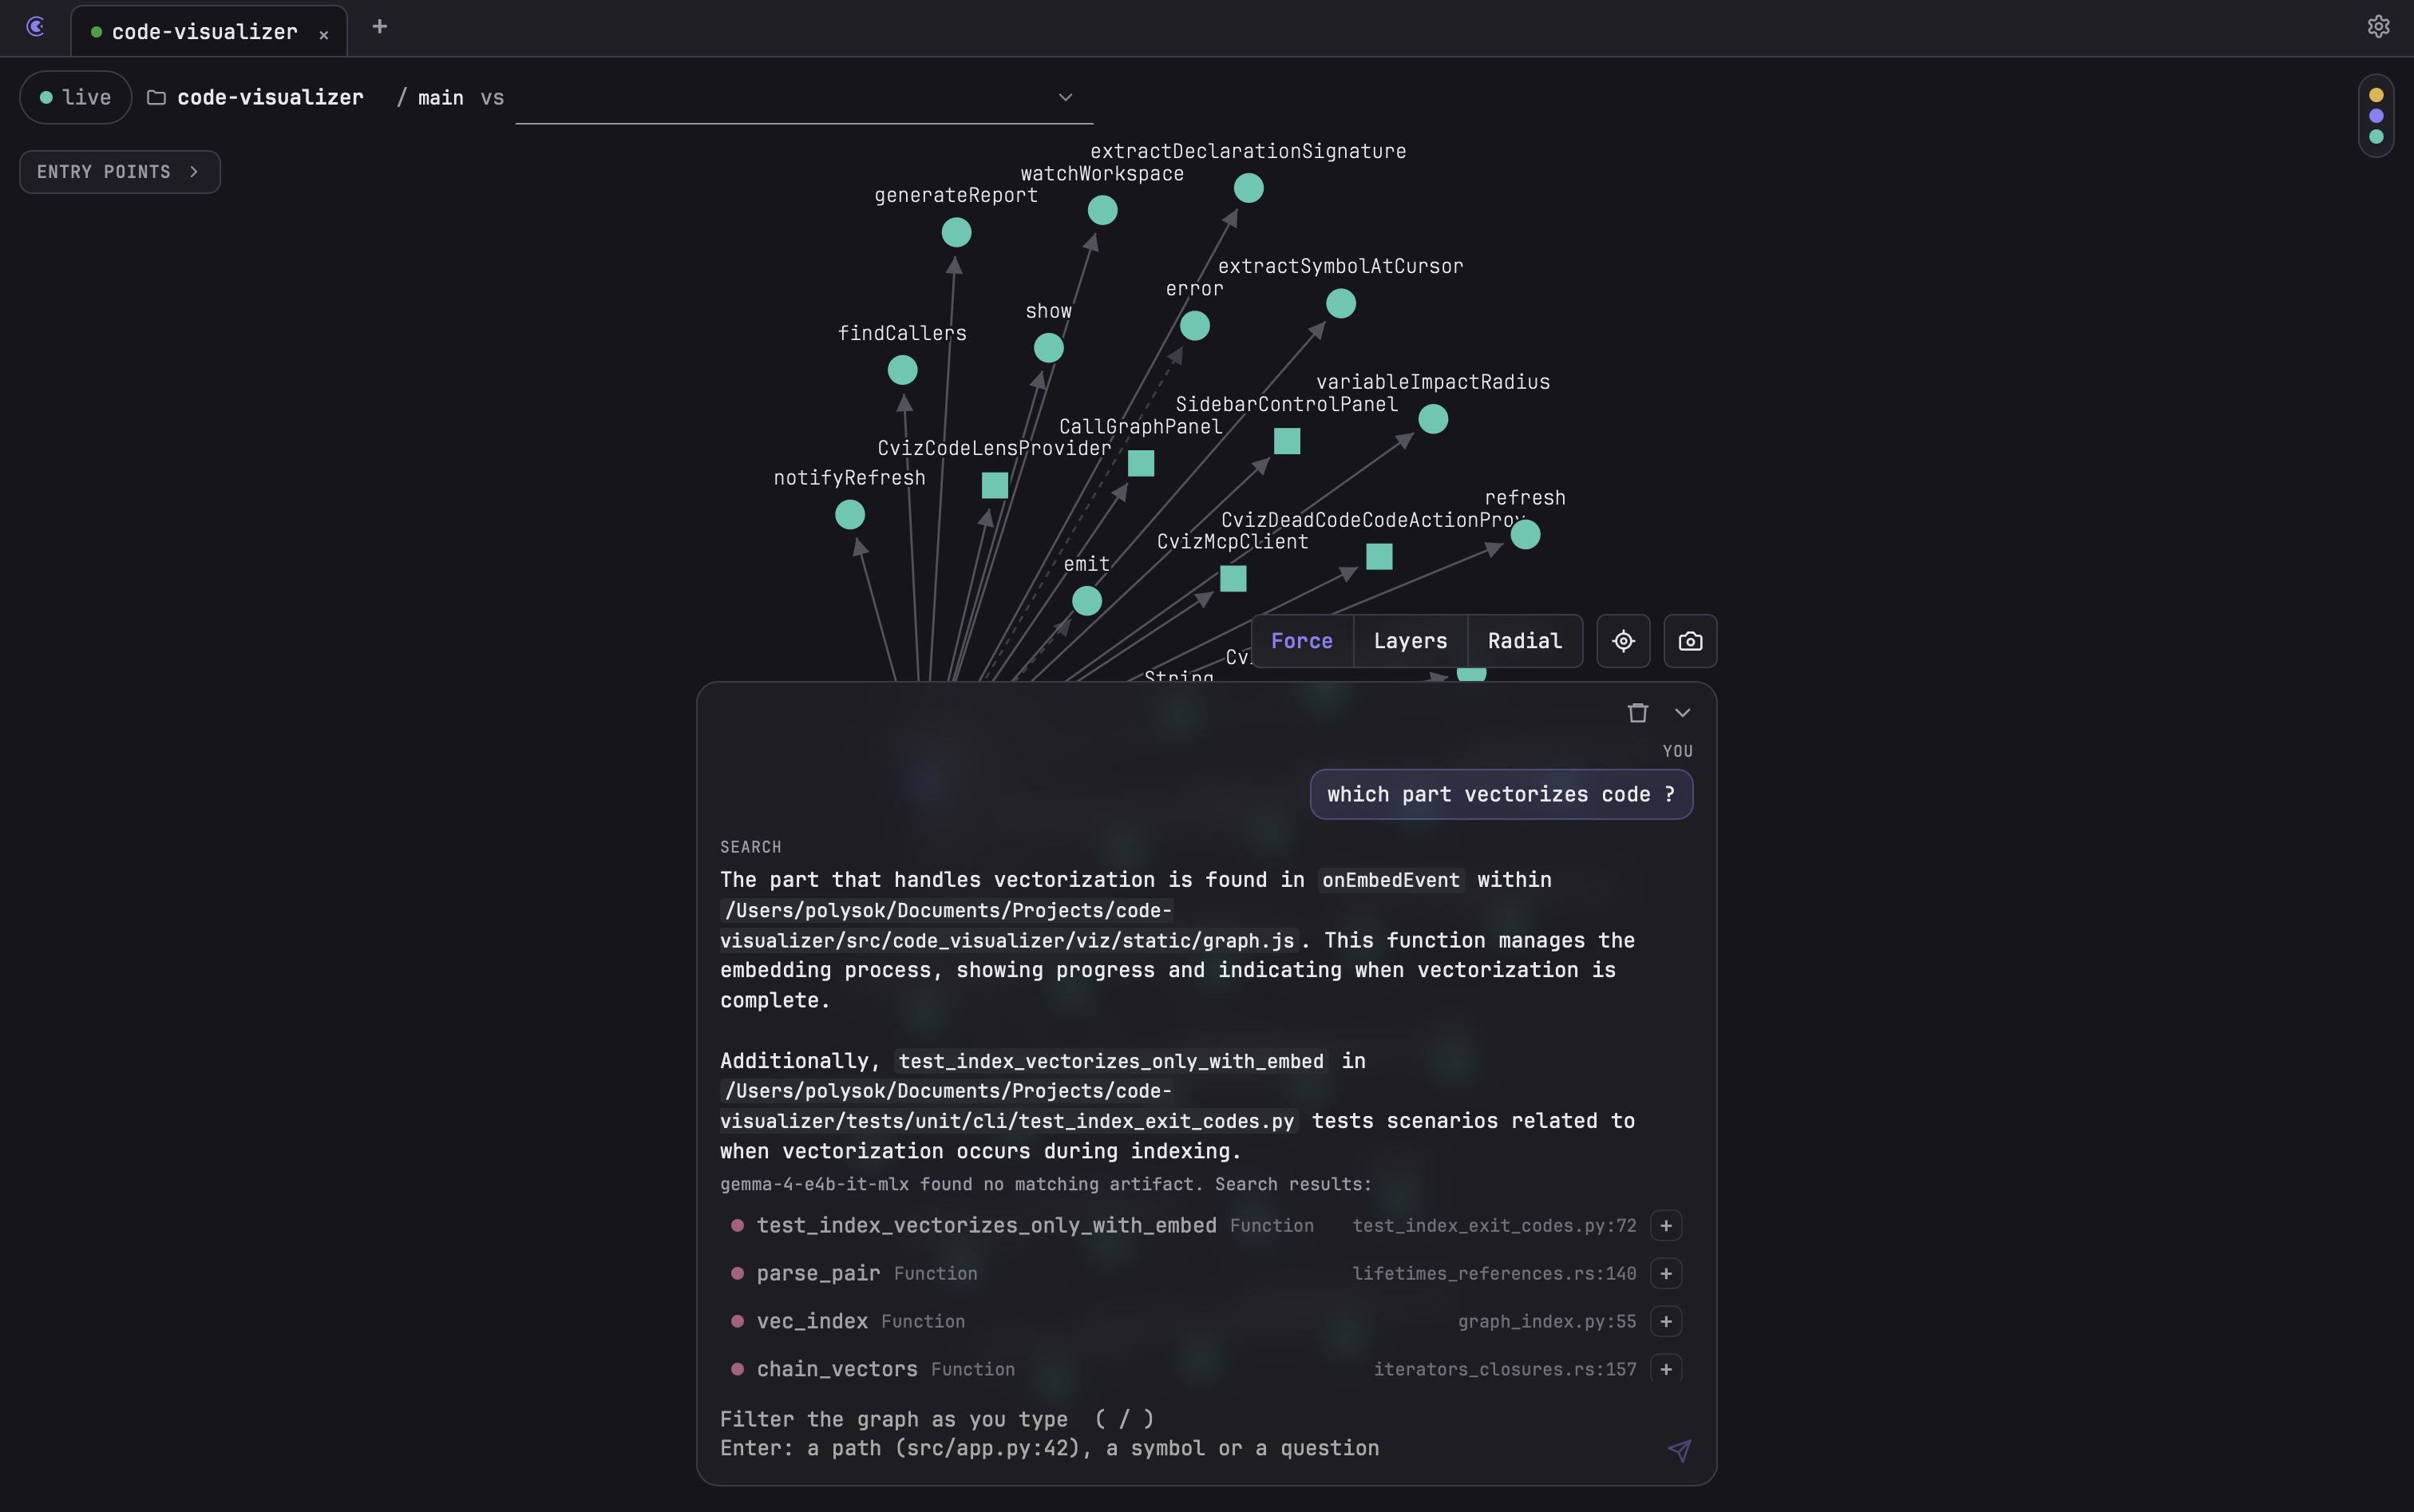 code-visualizer ×
+
live code-visualizer / main vs
ENTRY POINTS >
extractDeclarationSignature
watchWorkspace
generateReport
extractSymbolAtCursor
error
show
findCallers
variableImpactRadius
SidebarControlPanel
CallGraphPanel
CvizCodeLensProvider
notifyRefresh
refresh
CvizDeadCodeCodeActionProv
CvizMcpClient
emit
Force Layers Radial
String
YOU
which part vectorizes code ?
SEARCH
The part that handles vectorization is found in onEmbedEvent within
/Users/polysok/Documents/Projects/code-
visualizer/src/code_visualizer/viz/static/graph.js. This function manages the
embedding process, showing progress and indicating when vectorization is
complete.
Additionally, test_index_vectorizes_only_with_embed in
/Users/polysok/Documents/Projects/code-
visualizer/tests/unit/cli/test_index_exit_codes.py tests scenarios related to
when vectorization occurs during indexing.
gemma-4-e4b-it-mlx found no matching artifact. Search results:
test_index_vectorizes_only_with_embed Function test_index_exit_codes.py:72 +
parse_pair Function lifetimes_references.rs:140 +
vec_index Function graph_index.py:55 +
chain_vectors Function iterators_closures.rs:157 +
Filter the graph as you type ( / )
Enter: a path (src/app.py:42), a symbol or a question